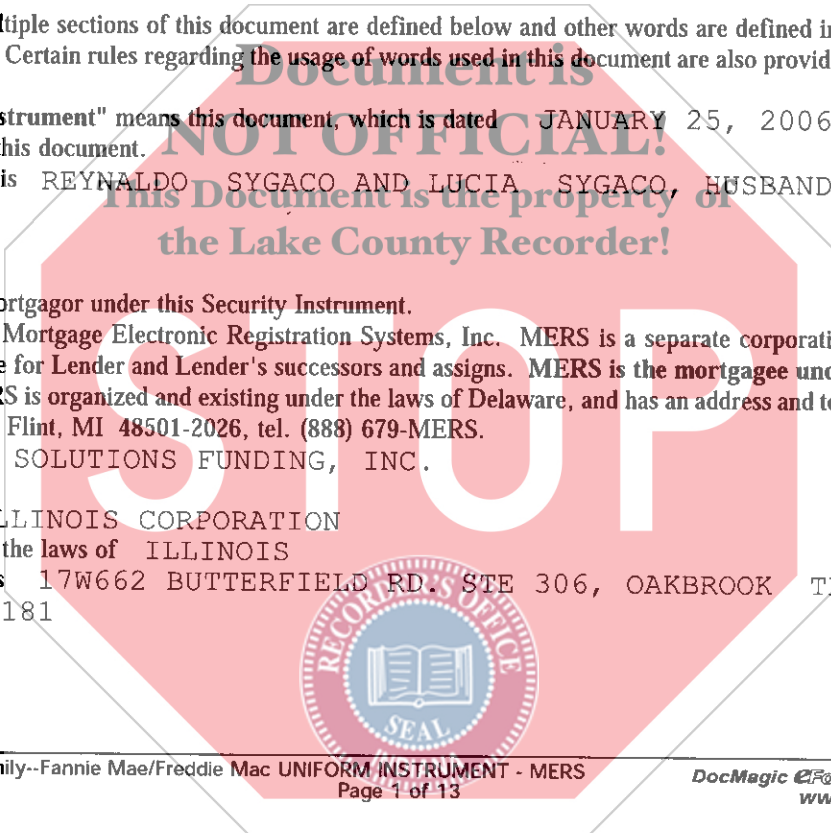 tiple sections of this document are defined below and other words are defined in
Certain rules regarding the usage of words used in this document are also provid
Document is
strument" means this document, which is dated JANUARY 25, 2006
NOT OFFICIAL!
this document.
is REYNALDO SYGACO AND LUCIA SYGACO, HUSBAND
This Document is the property of
the Lake County Recorder!
ortgagor under this Security Instrument.
Mortgage Electronic Registration Systems, Inc. MERS is a separate corporati
e for Lender and Lender's successors and assigns. MERS is the mortgagee und
RS is organized and existing under the laws of Delaware, and has an address and te
Flint, MI 48501-2026, tel. (888) 679-MERS.
SOLUTIONS FUNDING, INC.
STOP
LLINOIS CORPORATION
the laws of ILLINOIS
s 17W662 BUTTERFIELD RD. STE 306, OAKBROOK TE
181
RECORDER'S OFFICE
SEAL
mily--Fannie Mae/Freddie Mac UNIFORM INSTRUMENT - MERS
Page 1 of 13
DocMagic eFo
ww